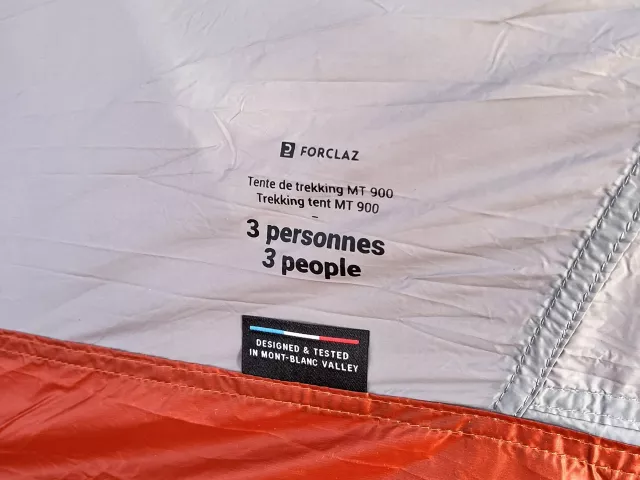 FORCLAZ
Tente de trekking MT 900
Trekking tent MT 900
–
3 personnes
3 people
DESIGNED & TESTED
IN MONT-BLANC VALLEY